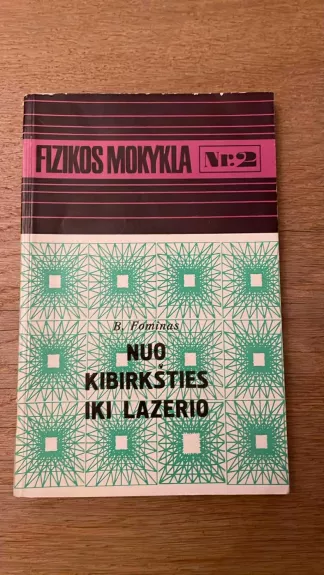 FIZIKOS MOKYKLA Nr.2
B. Fominas
NUO
KIBIRKŠTIES
IKI LAZERIO